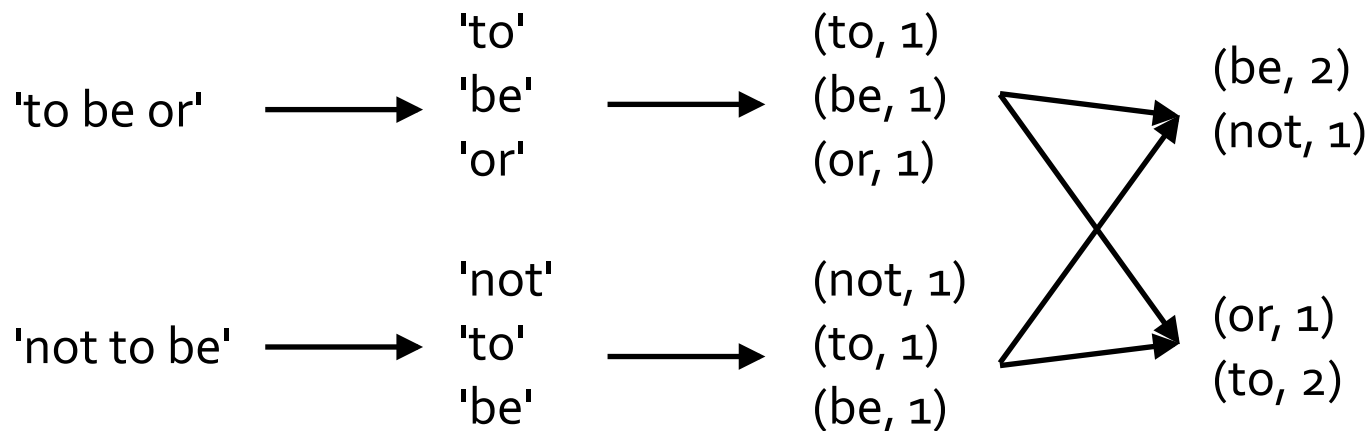 'to be or'
'to'
'be'
'or'
(to, 1)
(be, 1)
(or, 1)
(be, 2)
(not, 1)
'not to be'
'not'
'to'
'be'
(not, 1)
(to, 1)
(be, 1)
(or, 1)
(to, 2)